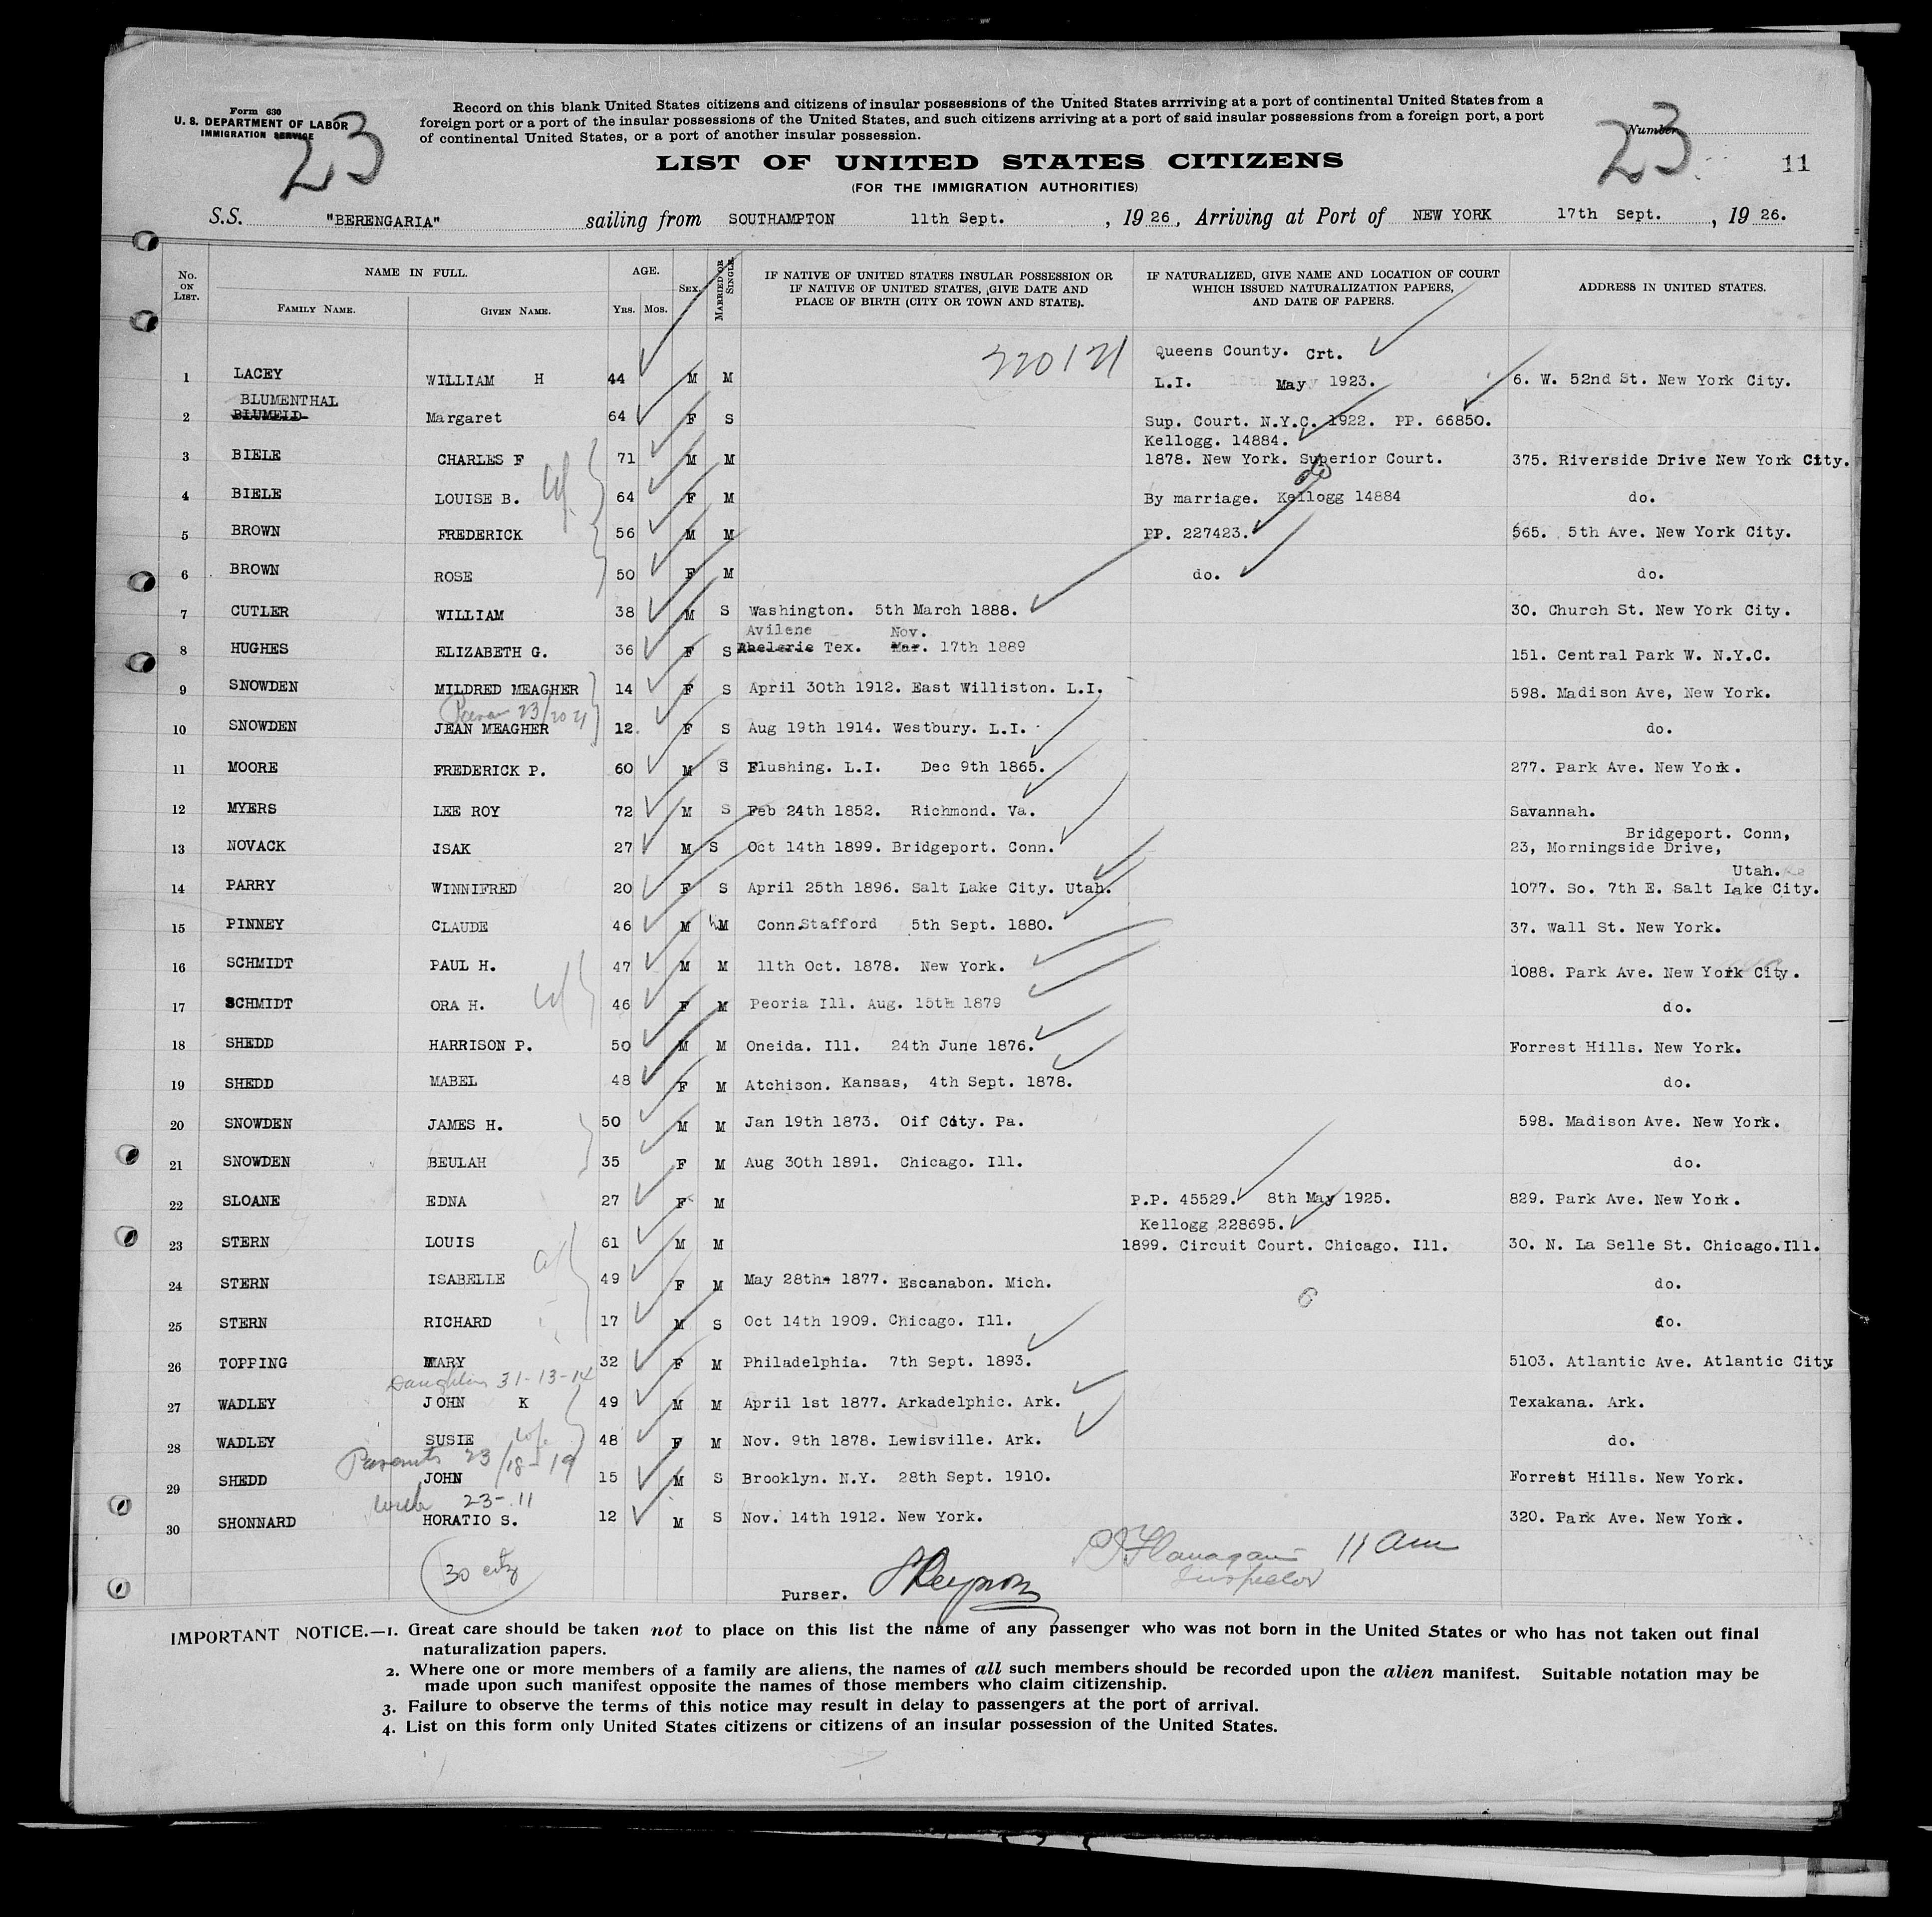 Form 630
U. S. DEPARTMENT OF LABOR
IMMIGRATION SERVICE
23
Record on this blank United States citizens and citizens of insular possessions of the United States arrriving at a port of continental United States from a
foreign port or a port of the insular possessions of the United States, and such citizens arriving at a port of said insular possessions from a foreign port, a port
of continental United States, or a port of another insular possession.
Number
23
11
LIST OF UNITED STATES CITIZENS
(FOR THE IMMIGRATION AUTHORITIES)
S.S. "BERENGARIA" sailing from SOUTHAMPTON 11th Sept. , 19 26, Arriving at Port of NEW YORK 17th Sept. , 19 26.
No. ON LIST. NAME IN FULL. FAMILY NAME. GIVEN NAME. AGE. YRS. MOS. SEX. MARRIED OR SINGLE. IF NATIVE OF UNITED STATES INSULAR POSSESSION OR IF NATIVE OF UNITED STATES, GIVE DATE AND PLACE OF BIRTH (CITY OR TOWN AND STATE). IF NATURALIZED, GIVE NAME AND LOCATION OF COURT WHICH ISSUED NATURALIZATION PAPERS, AND DATE OF PAPERS. ADDRESS IN UNITED STATES.
Queens County. Crt.
1 LACEY WILLIAM H 44 M M L.I. May 1923. 6. W. 52nd St. New York City.
BLUMENTHAL
2 BLUMELD Margaret 64 F S Sup. Court. N.Y.C. 1922. PP. 66850.
Kellogg. 14884.
3 BIELE CHARLES F 71 M M 1878. New York. Superior Court. 375. Riverside Drive New York City.
do
4 BIELE LOUISE B. 64 F M By marriage. Kellogg 14884 do.
5 BROWN FREDERICK 56 M M PP. 227423. 565. 5th Ave. New York City.
6 BROWN ROSE 50 F M do. do.
7 CUTLER WILLIAM 38 M S Washington. 5th March 1888. 30. Church St. New York City.
Avilene Nov.
8 HUGHES ELIZABETH G. 36 F S Abelerie Tex. Mar. 17th 1889 151. Central Park W. N.Y.C.
9 SNOWDEN MILDRED MEAGHER 14 F S April 30th 1912. East Williston. L.I. 598. Madison Ave, New York.
23/20 21
10 SNOWDEN JEAN MEAGHER 12. F S Aug 19th 1914. Westbury. L.I. do.
11 MOORE FREDERICK P. 60 M S Flushing. L.I. Dec 9th 1865. 277. Park Ave. New York.
12 MYERS LEE ROY 72 M S Feb 24th 1852. Richmond. Va. Savannah.
Bridgeport. Conn,
13 NOVACK ISAK 27 M S Oct 14th 1899. Bridgeport. Conn. 23, Morningside Drive,
Utah.
14 PARRY WINNIFRED 20 F S April 25th 1896. Salt Lake City. Utah. 1077. So. 7th E. Salt Lake City.
15 PINNEY CLAUDE 46 M M Conn.Stafford 5th Sept. 1880. 37. Wall St. New York.
16 SCHMIDT PAUL H. 47 M M 11th Oct. 1878. New York. 1088. Park Ave. New York City.
17 SCHMIDT ORA H. 46 F M Peoria Ill. Aug. 15th 1879 do.
18 SHEDD HARRISON P. 50 M M Oneida. Ill. 24th June 1876. Forrest Hills. New York.
19 SHEDD MABEL 48 F M Atchison. Kansas, 4th Sept. 1878. do.
20 SNOWDEN JAMES H. 50 M M Jan 19th 1873. Oif City. Pa. 598. Madison Ave. New York.
21 SNOWDEN BEULAH 35 F M Aug 30th 1891. Chicago. Ill. do.
22 SLOANE EDNA 27 F M P.P. 45529. 8th May 1925. 829. Park Ave. New York.
Kellogg 228695.
23 STERN LOUIS 61 M M 1899. Circuit Court. Chicago. Ill. 30. N. La Selle St. Chicago.Ill.
24 STERN ISABELLE 49 F M May 28th 1877. Escanabon. Mich. do.
6
25 STERN RICHARD 17 M S Oct 14th 1909. Chicago. Ill. do.
26 TOPPING MARY 32 F M Philadelphia. 7th Sept. 1893. 5103. Atlantic Ave. Atlantic City
Daughter 31-13-14
27 WADLEY JOHN K 49 M M April 1st 1877. Arkadelphic. Ark. Texakana. Ark.
28 WADLEY SUSIE wife 48 F M Nov. 9th 1878. Lewisville. Ark. do.
Parents 23/18-19
29 SHEDD JOHN 15 M S Brooklyn. N.Y. 28th Sept. 1910. Forrest Hills. New York.
with 23-11
30 SHONNARD HORATIO S. 12 M S Nov. 14th 1912. New York. 320. Park Ave. New York.
30
Purser.
P J Flanagan 11 am
Inspector
IMPORTANT NOTICE.—1. Great care should be taken not to place on this list the name of any passenger who was not born in the United States or who has not taken out final
naturalization papers.
2. Where one or more members of a family are aliens, the names of all such members should be recorded upon the alien manifest. Suitable notation may be
made upon such manifest opposite the names of those members who claim citizenship.
3. Failure to observe the terms of this notice may result in delay to passengers at the port of arrival.
4. List on this form only United States citizens or citizens of an insular possession of the United States.